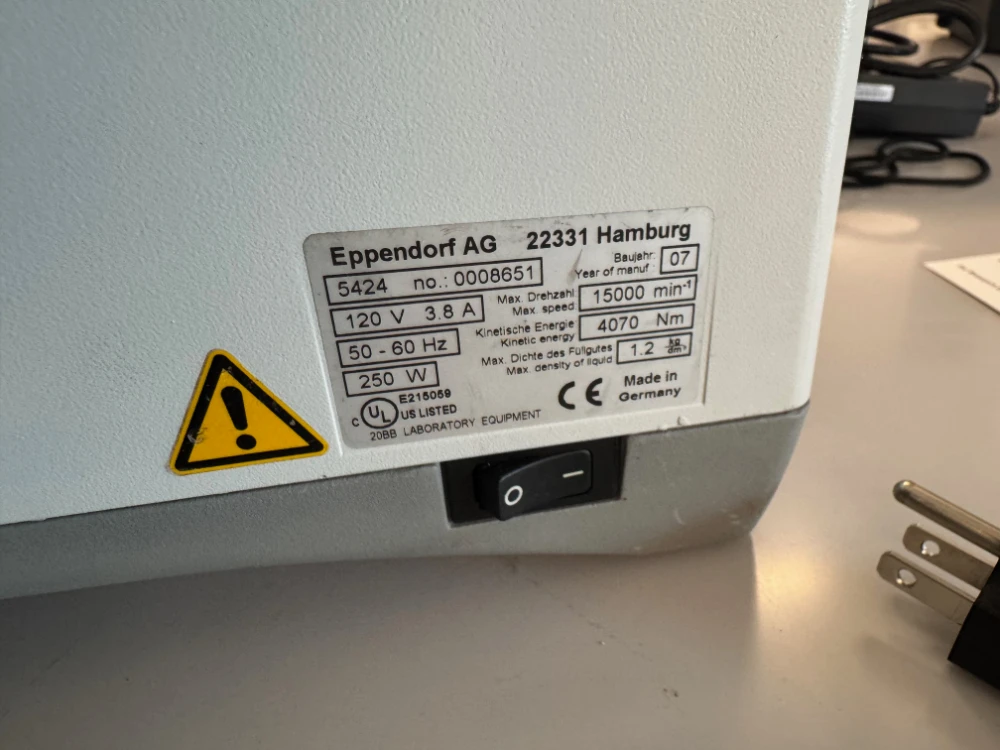 Eppendorf AG 22331 Hamburg
5424 no.: 0008651
Baujahr:
Year of manuf.:
07
120 V 3.8 A
Max. Drehzahl
Max. speed
15000 min-1
50 - 60 Hz
Kinetische Energie
Kinetic energy
4070 Nm
250 W
Max. Dichte des Füllgutes
Max. density of liquid
1.2 kg/dm³
c UL US LISTED
E215059
20BB LABORATORY EQUIPMENT
CE
Made in
Germany